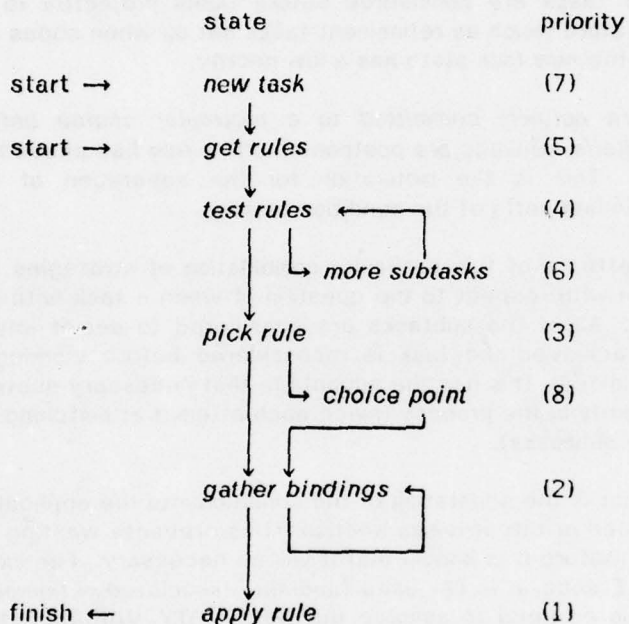 state priority
start → new task (7)
start → get rules (5)
test rules (4)
more subtasks (6)
pick rule (3)
choice point (8)
gather bindings (2)
finish ← apply rule (1)